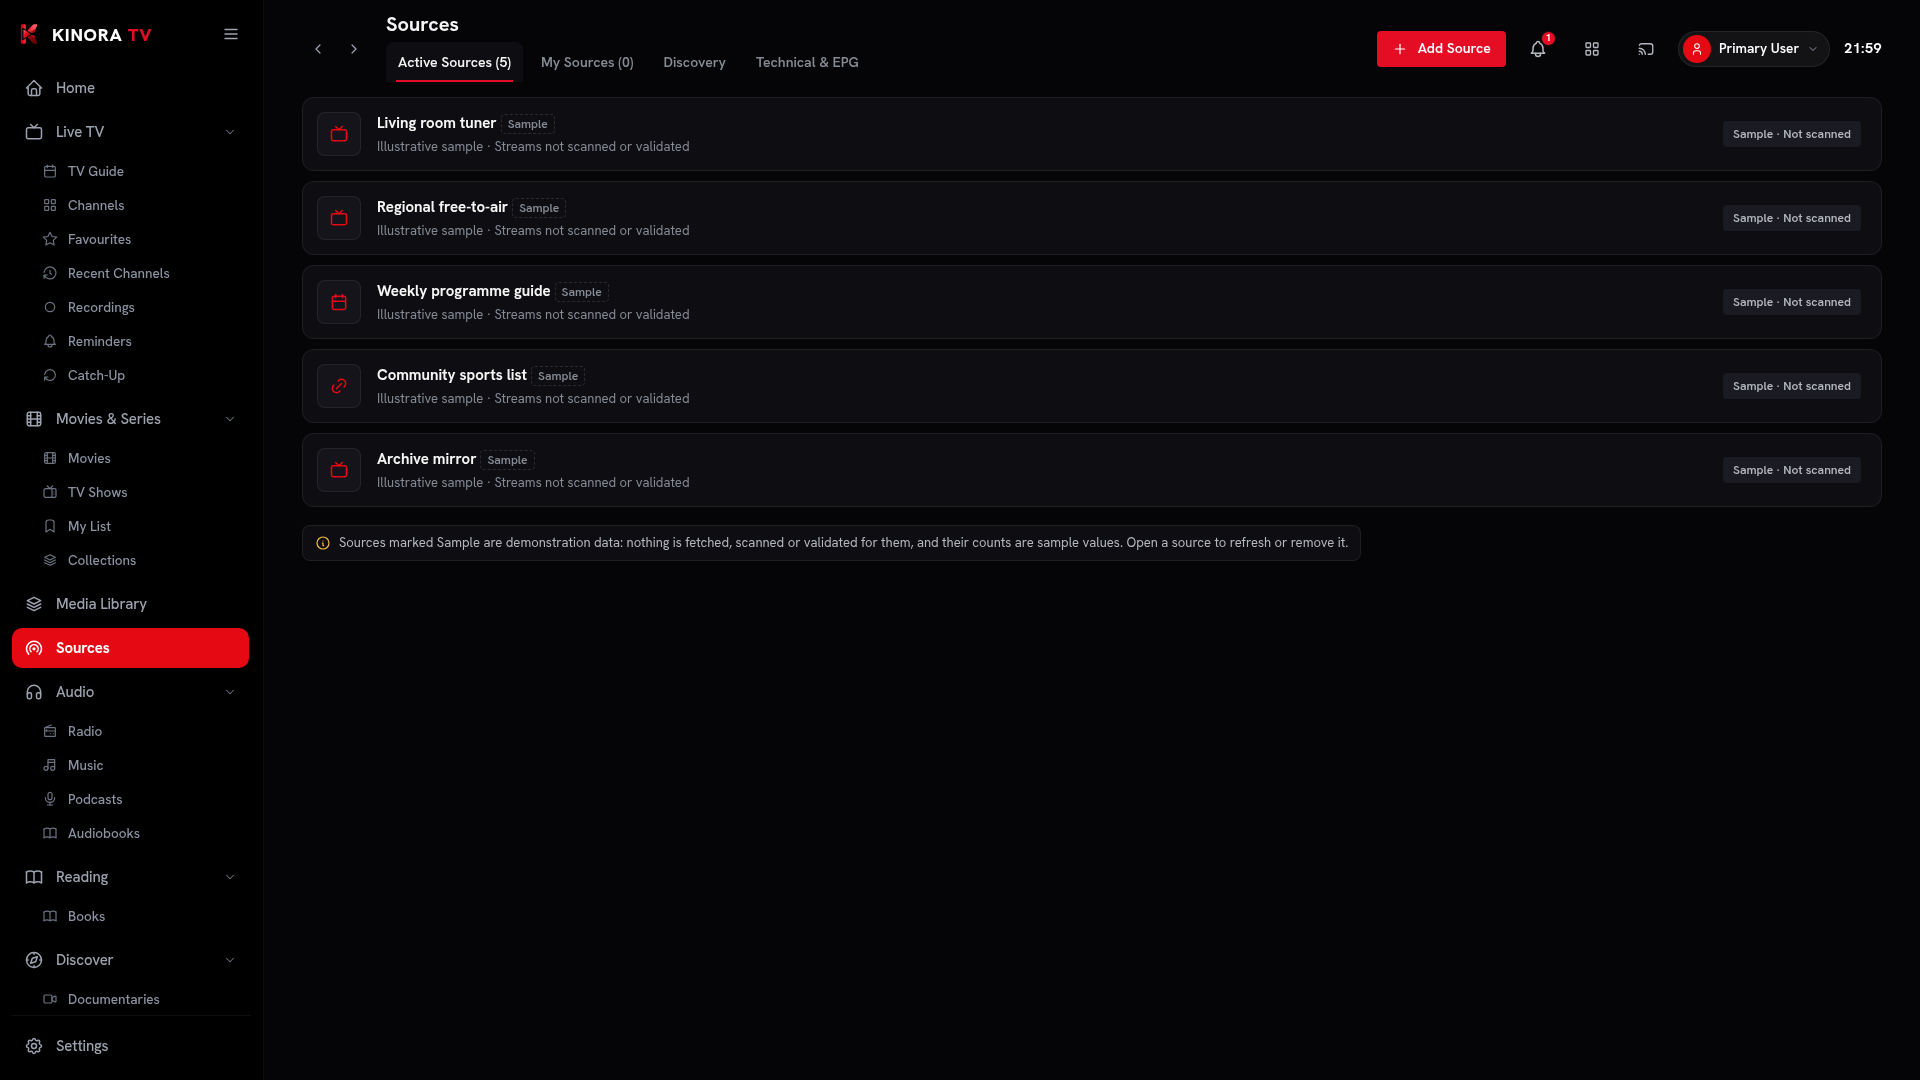 KINORA TV
Home
Live TV
TV Guide
Channels
Favourites
Recent Channels
Recordings
Reminders
Catch-Up
Movies & Series
Movies
TV Shows
My List
Collections
Media Library
Sources
Audio
Radio
Music
Podcasts
Audiobooks
Reading
Books
Discover
Documentaries
Settings
Sources
Active Sources (5) My Sources (0) Discovery Technical & EPG
Add Source 1 Primary User 21:59
Living room tuner Sample
Illustrative sample · Streams not scanned or validated
Sample · Not scanned
Regional free-to-air Sample
Illustrative sample · Streams not scanned or validated
Sample · Not scanned
Weekly programme guide Sample
Illustrative sample · Streams not scanned or validated
Sample · Not scanned
Community sports list Sample
Illustrative sample · Streams not scanned or validated
Sample · Not scanned
Archive mirror Sample
Illustrative sample · Streams not scanned or validated
Sample · Not scanned
Sources marked Sample are demonstration data: nothing is fetched, scanned or validated for them, and their counts are sample values. Open a source to refresh or remove it.